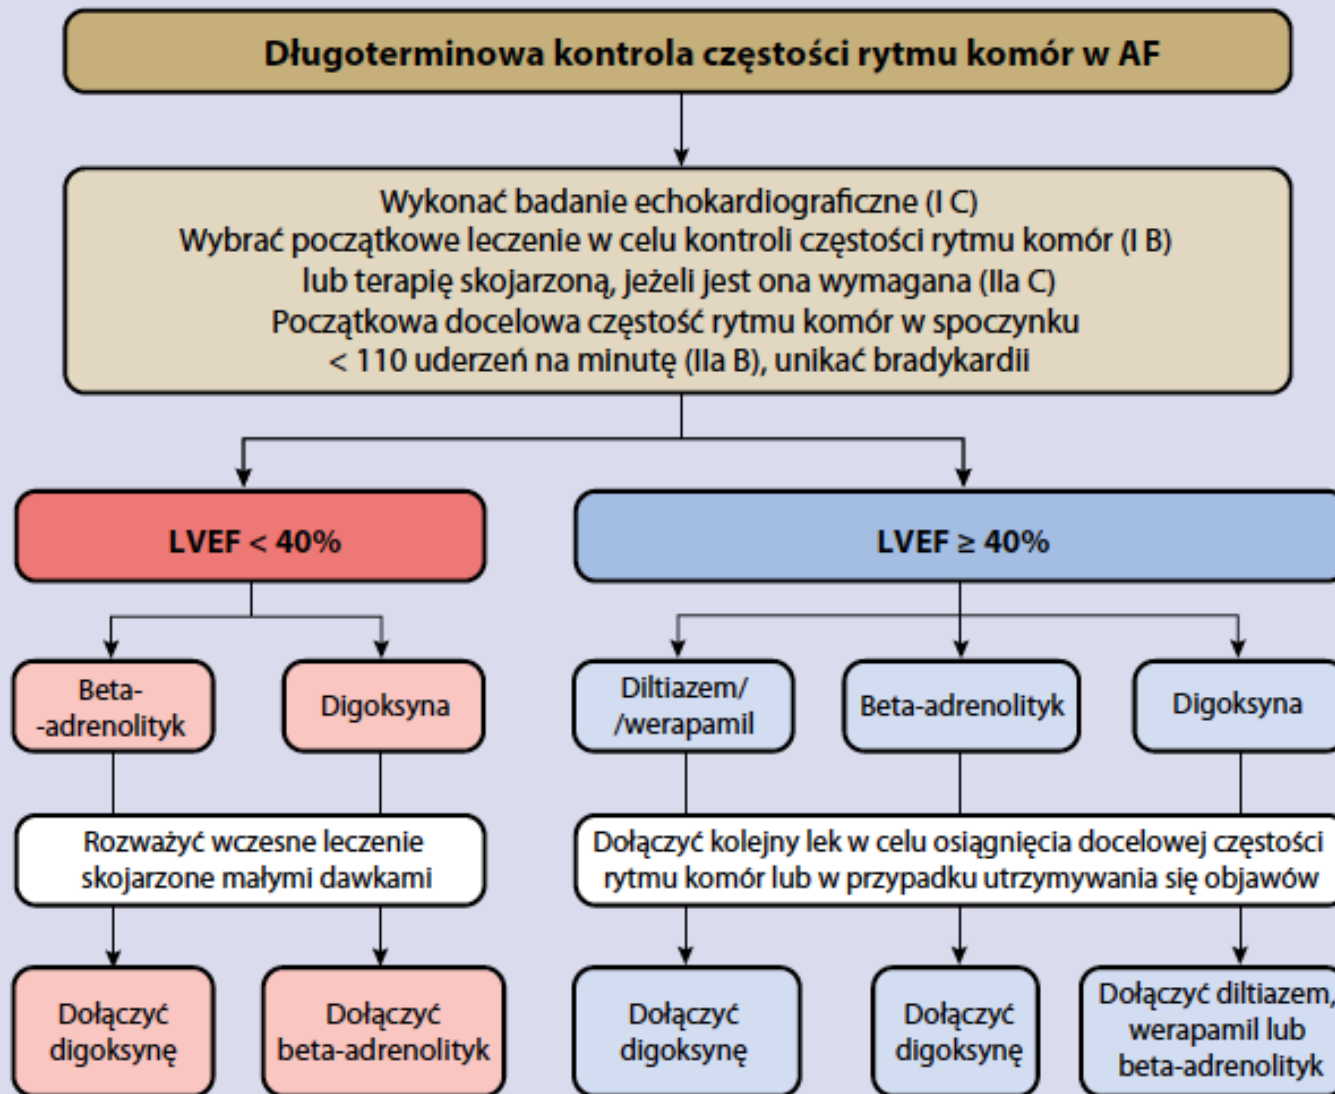 Długoterminowa kontrola częstości rytmu komór w AF
Wykonać badanie echokardiograficzne (I C)
Wybrać początkowe leczenie w celu kontroli częstości rytmu komór (I B)
lub terapię skojarzoną, jeżeli jest ona wymagana (IIa C)
Początkowa docelowa częstość rytmu komór w spoczynku
< 110 uderzeń na minutę (IIa B), unikać bradykardii
LVEF < 40%
LVEF ≥ 40%
Beta-
-adrenolityk
Digoksyna
Diltiazem/
/werapamil
Beta-adrenolityk
Digoksyna
Rozważyć wczesne leczenie
skojarzone małymi dawkami
Dołączyć kolejny lek w celu osiągnięcia docelowej częstości
rytmu komór lub w przypadku utrzymywania się objawów
Dołączyć
digoksynę
Dołączyć
beta-adrenolityk
Dołączyć
digoksynę
Dołączyć
digoksynę
Dołączyć diltiazem,
werapamil lub
beta-adrenolityk